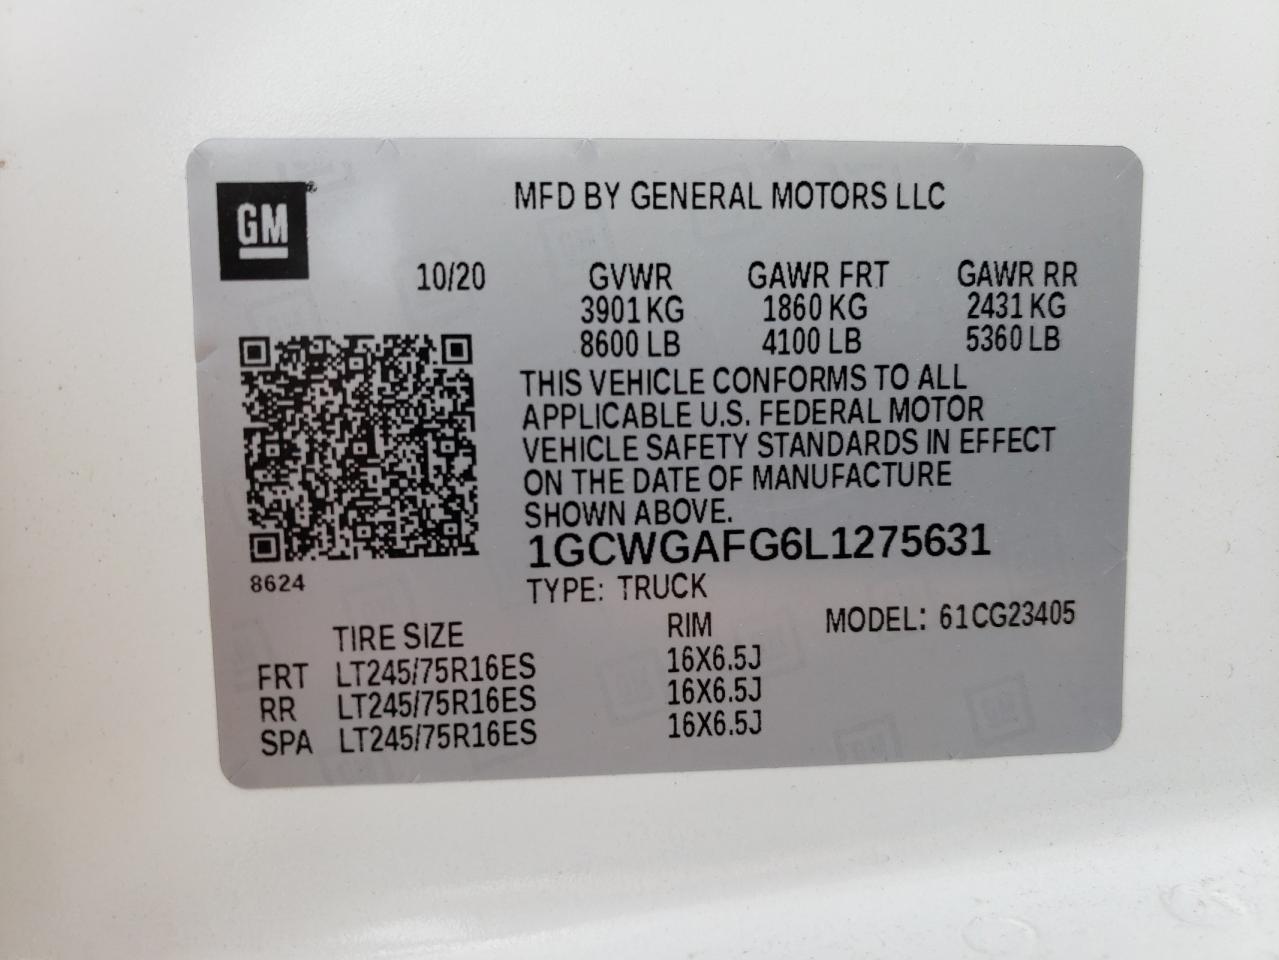 GM
MFD BY GENERAL MOTORS LLC
10/20 GVWR GAWR FRT GAWR RR
3901 KG 1860 KG 2431 KG
8600 LB 4100 LB 5360 LB
THIS VEHICLE CONFORMS TO ALL
APPLICABLE U.S. FEDERAL MOTOR
VEHICLE SAFETY STANDARDS IN EFFECT
ON THE DATE OF MANUFACTURE
SHOWN ABOVE.
1GCWGAFG6L1275631
8624
TYPE: TRUCK
MODEL: 61CG23405
TIRE SIZE RIM
FRT LT245/75R16ES 16X6.5J
RR LT245/75R16ES 16X6.5J
SPA LT245/75R16ES 16X6.5J